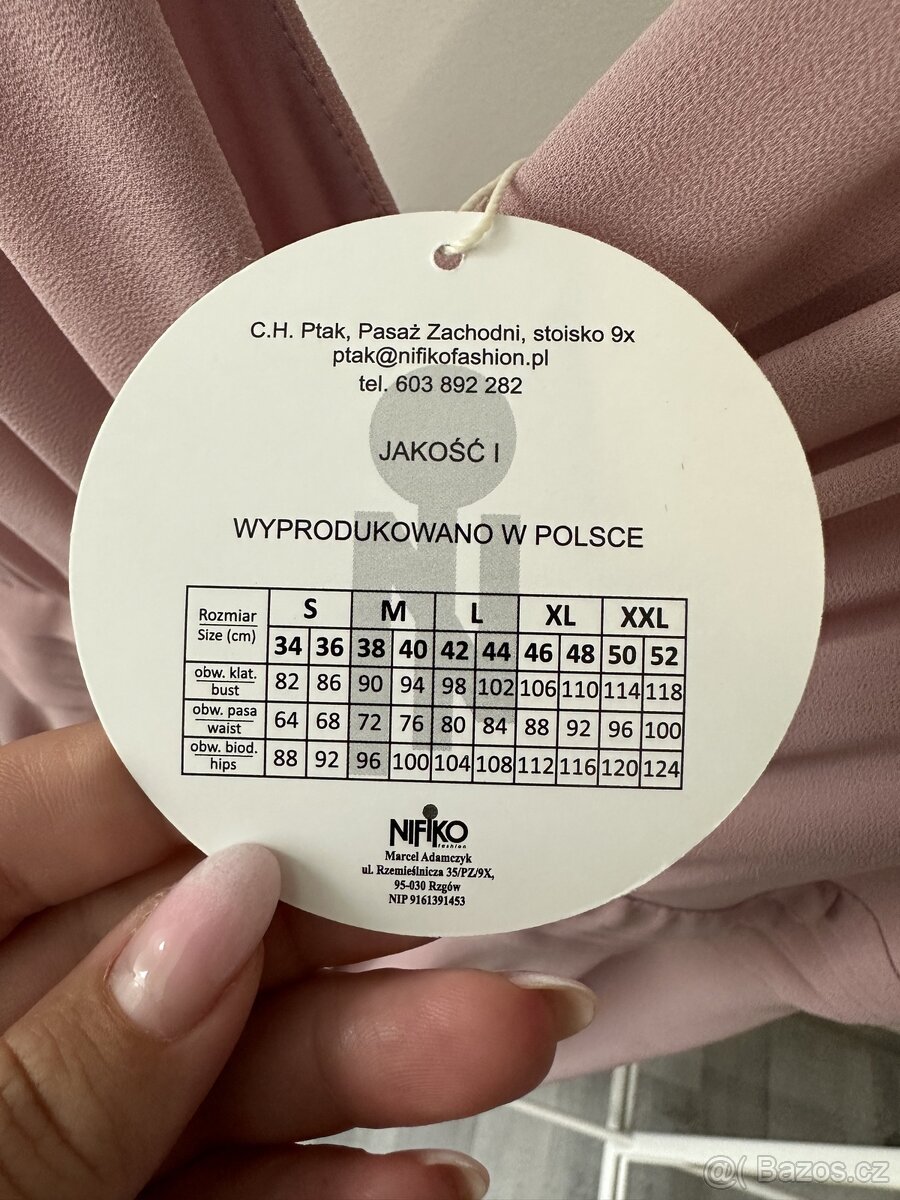 C.H. Ptak, Pasaż Zachodni, stoisko 9x
ptak@nifikofashion.pl
tel. 603 892 282
JAKOŚĆ I
WYPRODUKOWANO W POLSCE
Rozmiar S M L XL XXL
Size (cm) 34 36 38 40 42 44 46 48 50 52
obw. klat.
bust 82 86 90 94 98 102 106 110 114 118
obw. pasa
waist 64 68 72 76 80 84 88 92 96 100
obw. biod.
hips 88 92 96 100 104 108 112 116 120 124
NIFIKO
fashion
Marcel Adamczyk
ul. Rzemieślnicza 35/PZ/9X,
95-030 Rzgów
NIP 9161391453
Bazos.cz